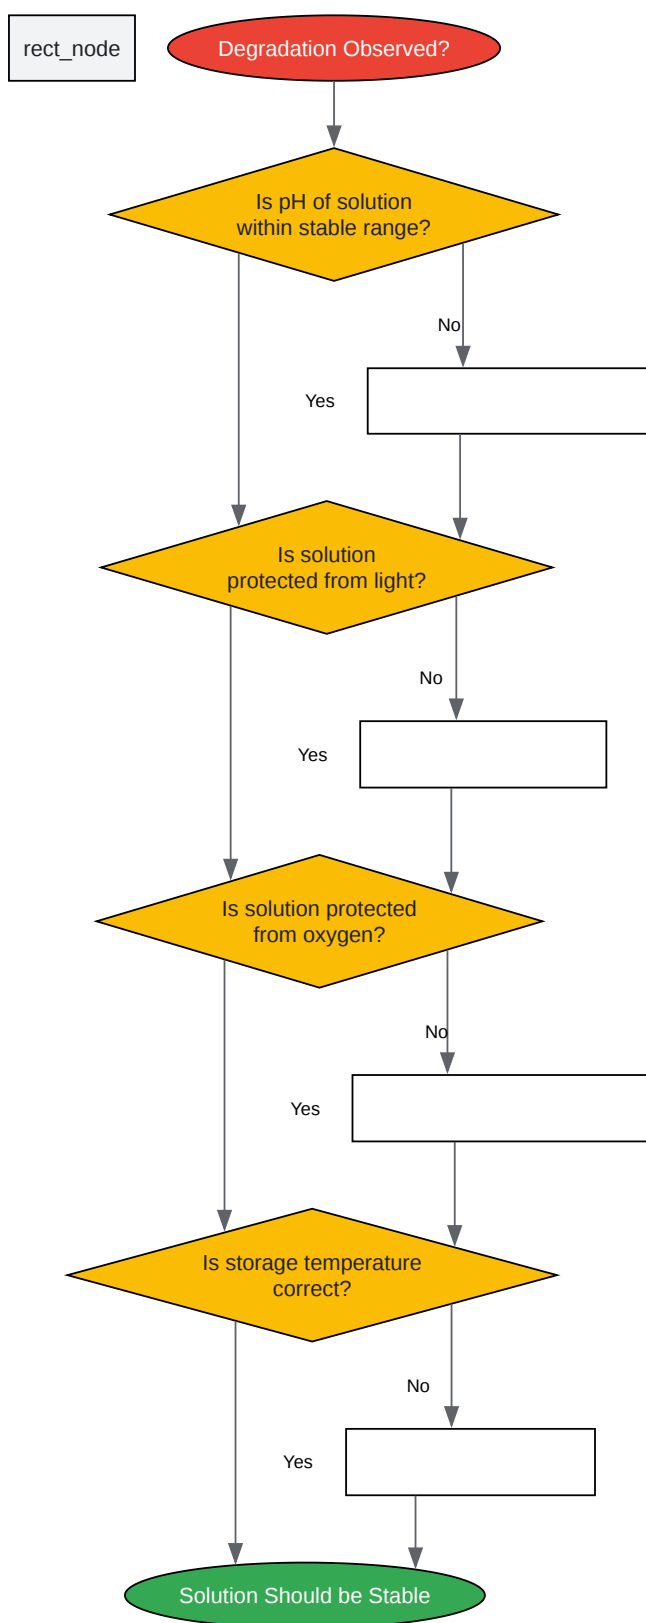 rect_node
Degradation Observed?
Is pH of solution
within stable range?
No
Yes
Is solution
protected from light?
No
Yes
Is solution protected
from oxygen?
No
Yes
Is storage temperature
correct?
No
Yes
Solution Should be Stable